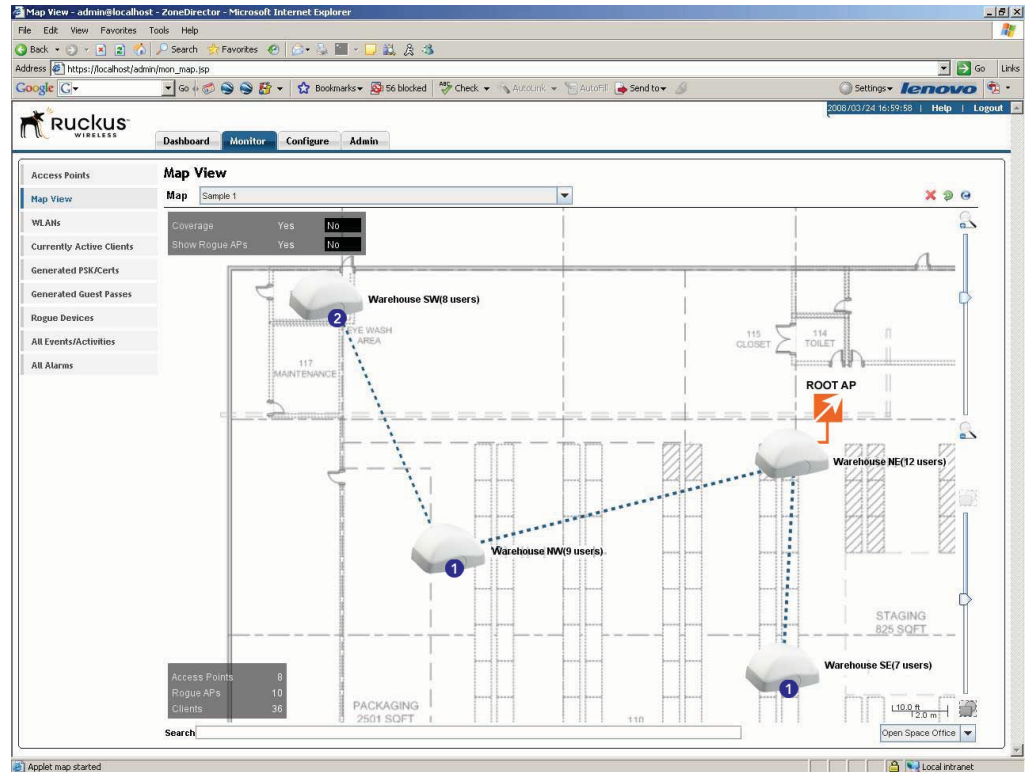 Map View - admin@localhost - ZoneDirector - Microsoft Internet Explorer
File Edit View Favorites Tools Help
Back Search Favorites
Address https://localhost/admin/mon_map.jsp Go Links
Google G Go Bookmarks 56 blocked Check AutoLink AutoFill Send to Settings lenovo
2008/03/24 16:59:58 | Help | Logout
RUCKUS
WIRELESS
Dashboard Monitor Configure Admin
Access Points
Map View
WLANs
Currently Active Clients
Generated PSK/Certs
Generated Guest Passes
Rogue Devices
All Events/Activities
All Alarms
Map View
Map Sample 1
Coverage Yes No
Show Rogue APs Yes No
Warehouse SW(8 users)
2
EYE WASH
AREA
117
MAINTENANCE
115
CLOSET
114
TOILET
ROOT AP
Warehouse NE(12 users)
Warehouse NW(9 users)
1
STAGING
825 SQFT
Warehouse SE(7 users)
1
Access Points 8
Rogue APs 10
Clients 36
PACKAGING
2501 SQFT
110
10.0 ft
2.0 m
Search
Open Space Office
Applet map started
Local intranet